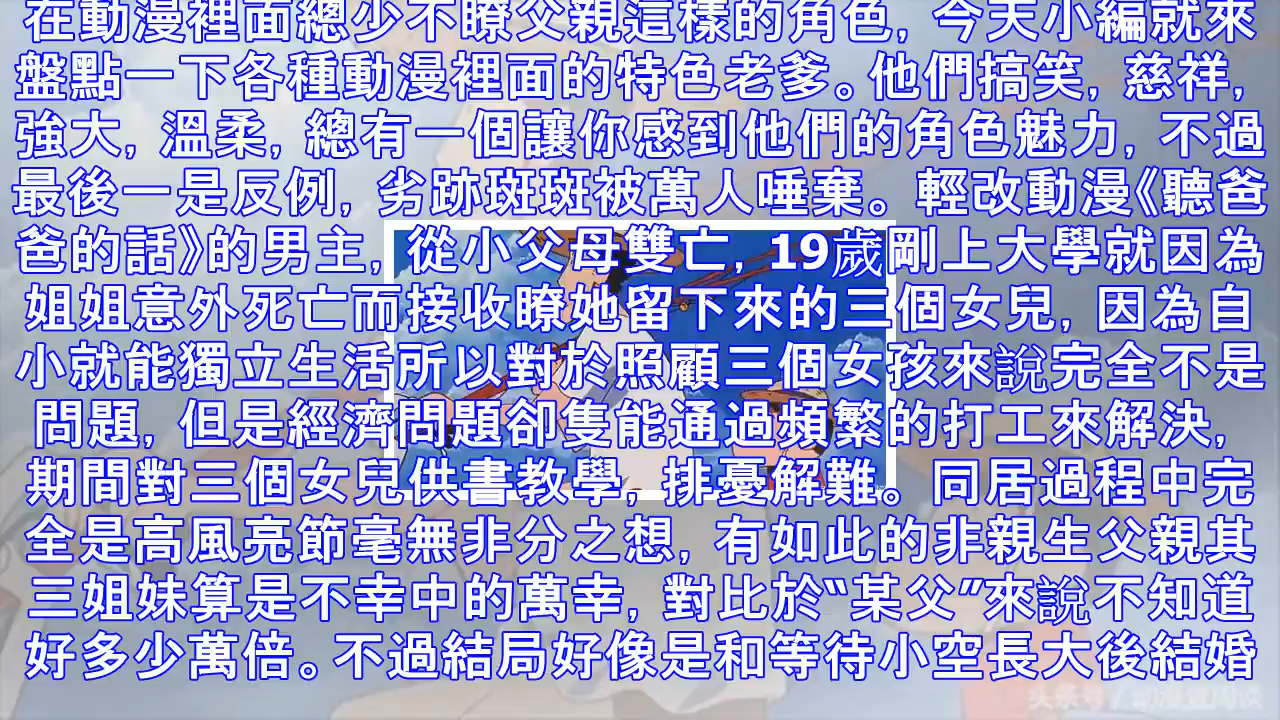 在動漫裡面總少不瞭父親這樣的角色, 今天小編就來
盤點一下各種動漫裡面的特色老爹。他們搞笑, 慈祥,
強大, 溫柔, 總有一個讓你感到他們的角色魅力, 不過
最後一是反例, 劣跡斑斑被萬人唾棄。輕改動漫《聽爸
爸的話》的男主, 從小父母雙亡, 19歲剛上大學就因為
姐姐意外死亡而接收瞭她留下來的三個女兒, 因為自
小就能獨立生活所以對於照顧三個女孩來說完全不是
問題, 但是經濟問題卻隻能通過頻繁的打工來解決,
期間對三個女兒供書教學, 排憂解難。同居過程中完
全是高風亮節毫無非分之想, 有如此的非親生父親其
三姐妹算是不幸中的萬幸, 對比於“某父”來說不知道
好多少萬倍。不過結局好像是和等待小空長大後結婚